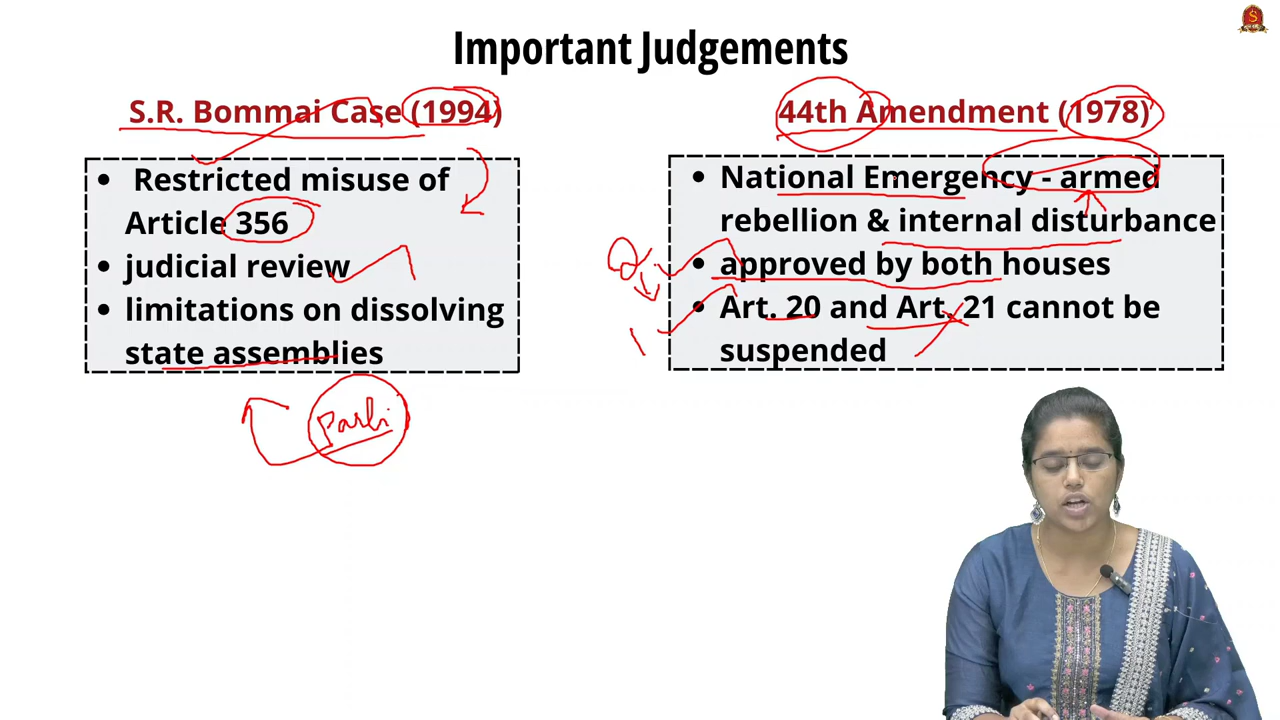 Important Judgements
S.R. Bommai Case (1994)
Restricted misuse of
Article 356
judicial review
limitations on dissolving
state assemblies
44th Amendment (1978)
National Emergency - armed
rebellion & internal disturbance
approved by both houses
Art. 20 and Art. 21 cannot be
suspended